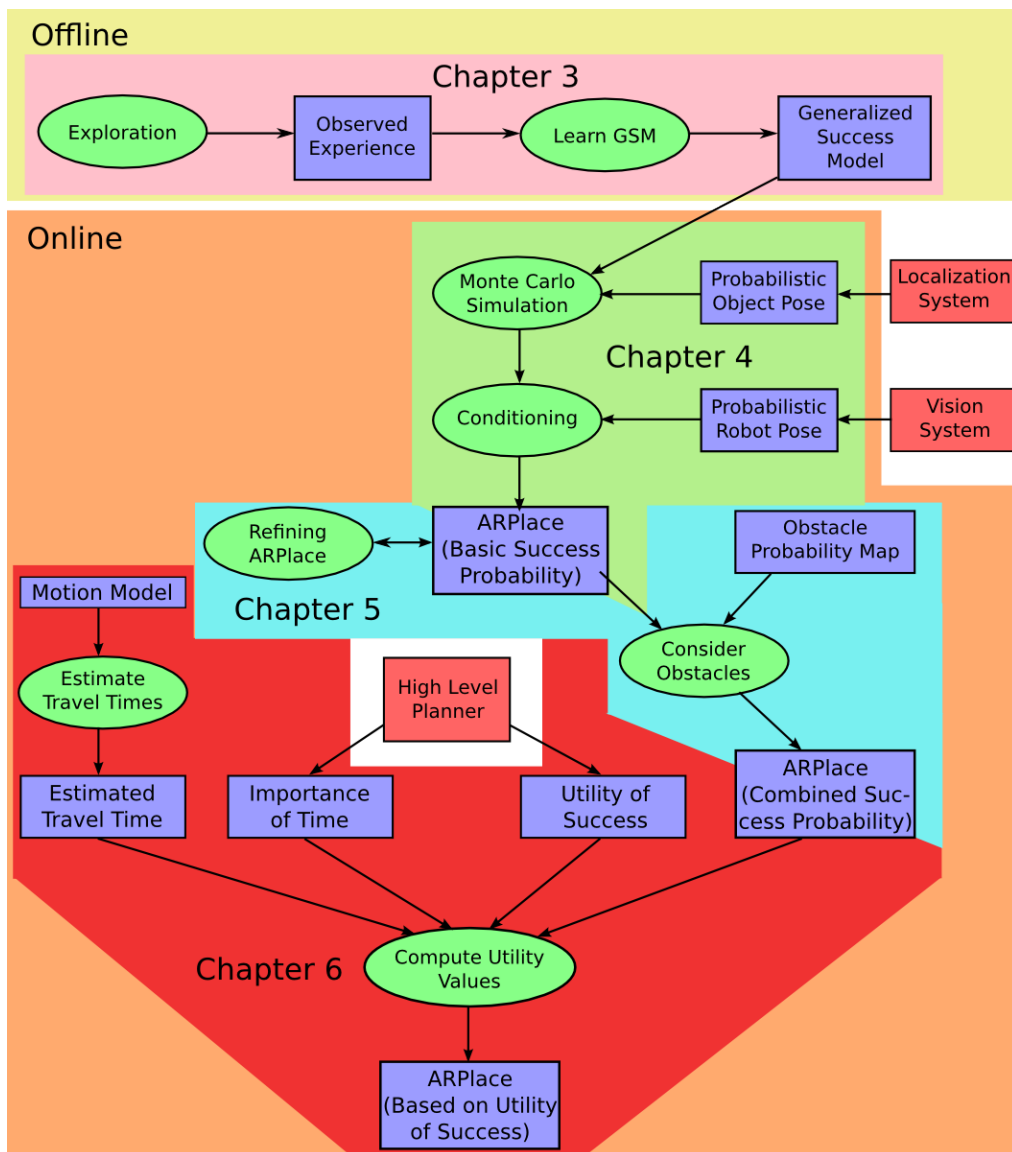 Offline
Chapter 3
Exploration
Observed
Experience
Learn GSM
Generalized
Success
Model
Online
Monte Carlo
Simulation
Probabilistic
Object Pose
Localization
System
Chapter 4
Conditioning
Probabilistic
Robot Pose
Vision
System
Refining
ARPlace
ARPlace
(Basic Success
Probability)
Obstacle
Probability Map
Chapter 5
Motion Model
Consider
Obstacles
Estimate
Travel Times
High Level
Planner
Estimated
Travel Time
Importance
of Time
Utility of
Success
ARPlace
(Combined Suc-
cess Probability)
Chapter 6
Compute Utility
Values
ARPlace
(Based on Utility
of Success)